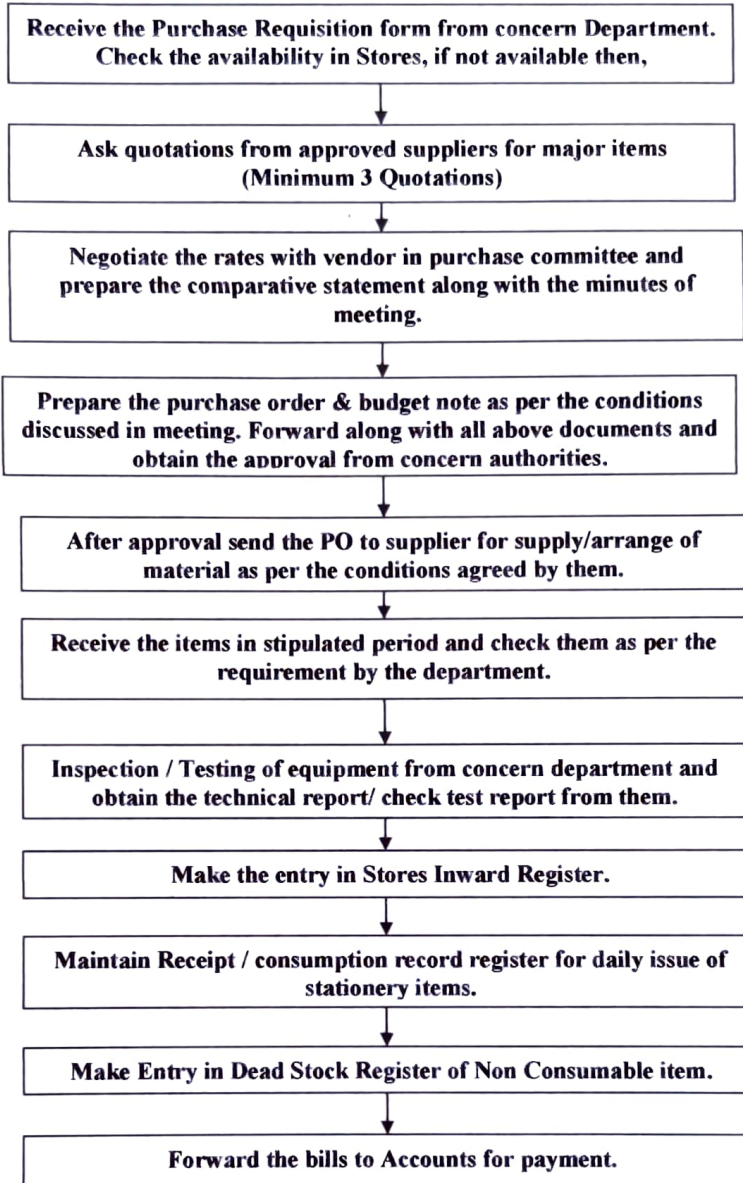 Receive the Purchase Requisition form from concern Department.
Check the availability in Stores, if not available then,
Ask quotations from approved suppliers for major items
(Minimum 3 Quotations)
Negotiate the rates with vendor in purchase committee and
prepare the comparative statement along with the minutes of
meeting.
Prepare the purchase order & budget note as per the conditions
discussed in meeting. Forward along with all above documents and
obtain the approval from concern authorities.
After approval send the PO to supplier for supply/arrange of
material as per the conditions agreed by them.
Receive the items in stipulated period and check them as per the
requirement by the department.
Inspection / Testing of equipment from concern department and
obtain the technical report/ check test report from them.
Make the entry in Stores Inward Register.
Maintain Receipt / consumption record register for daily issue of
stationery items.
Make Entry in Dead Stock Register of Non Consumable item.
Forward the bills to Accounts for payment.